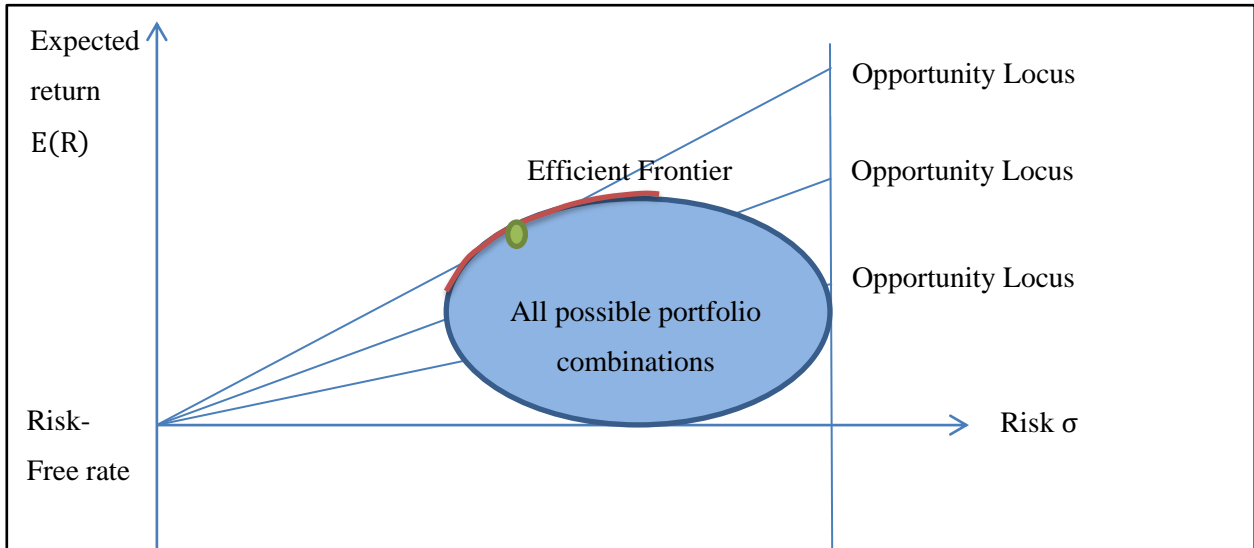 Expected
return
E(R)
Opportunity Locus
Efficient Frontier
Opportunity Locus
Opportunity Locus
All possible portfolio
combinations
Risk-
Free rate
Risk σ